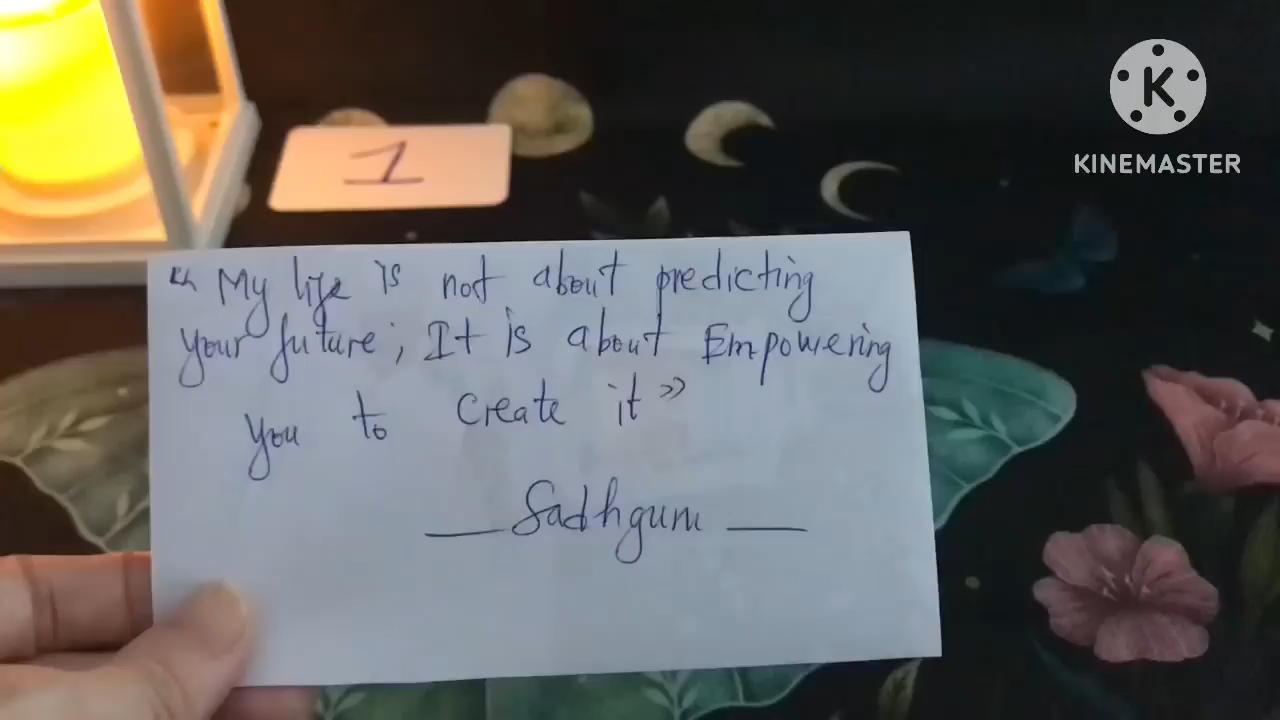 K
KINEMASTER
1
“ My life is not about predicting
your future; It is about Empowering
you to create it ”
— Sadhguru —